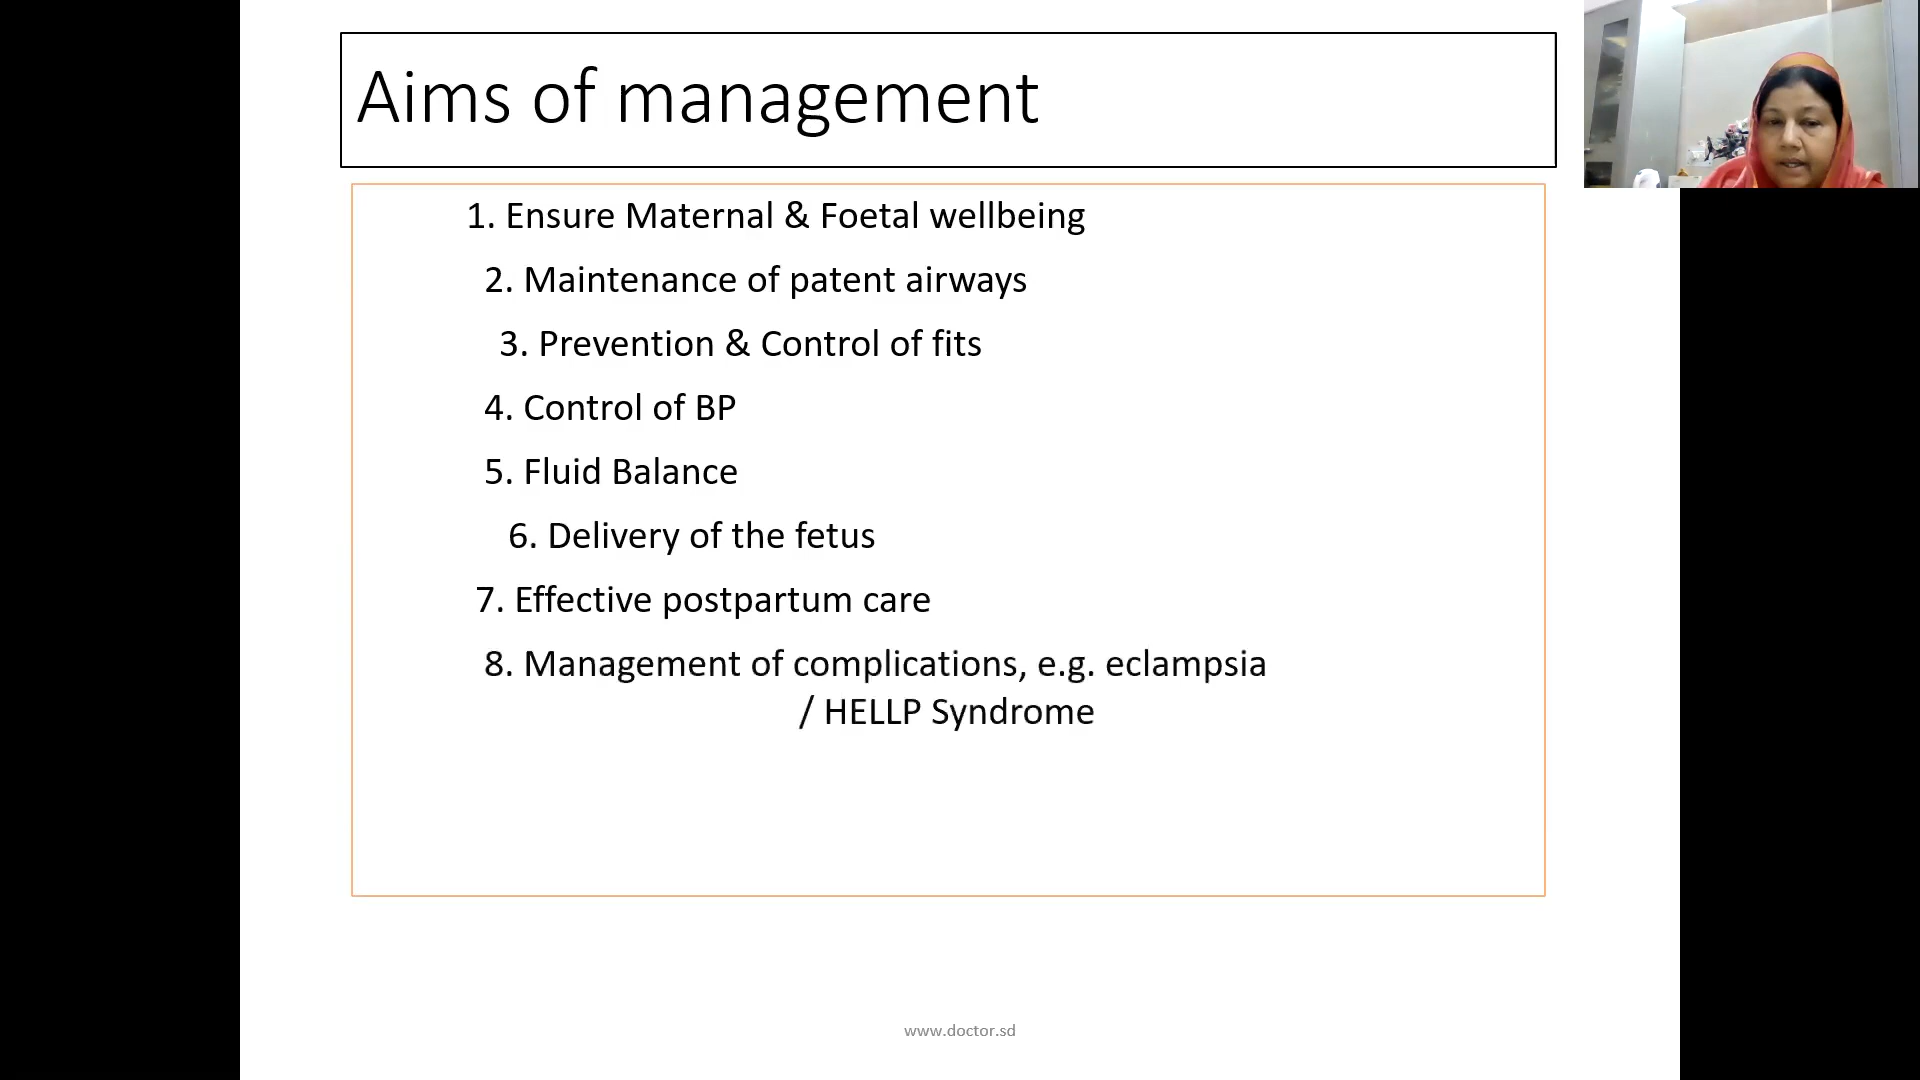 Aims of management
1. Ensure Maternal & Foetal wellbeing
2. Maintenance of patent airways
3. Prevention & Control of fits
4. Control of BP
5. Fluid Balance
6. Delivery of the fetus
7. Effective postpartum care
8. Management of complications, e.g. eclampsia
/ HELLP Syndrome
www.doctor.sd